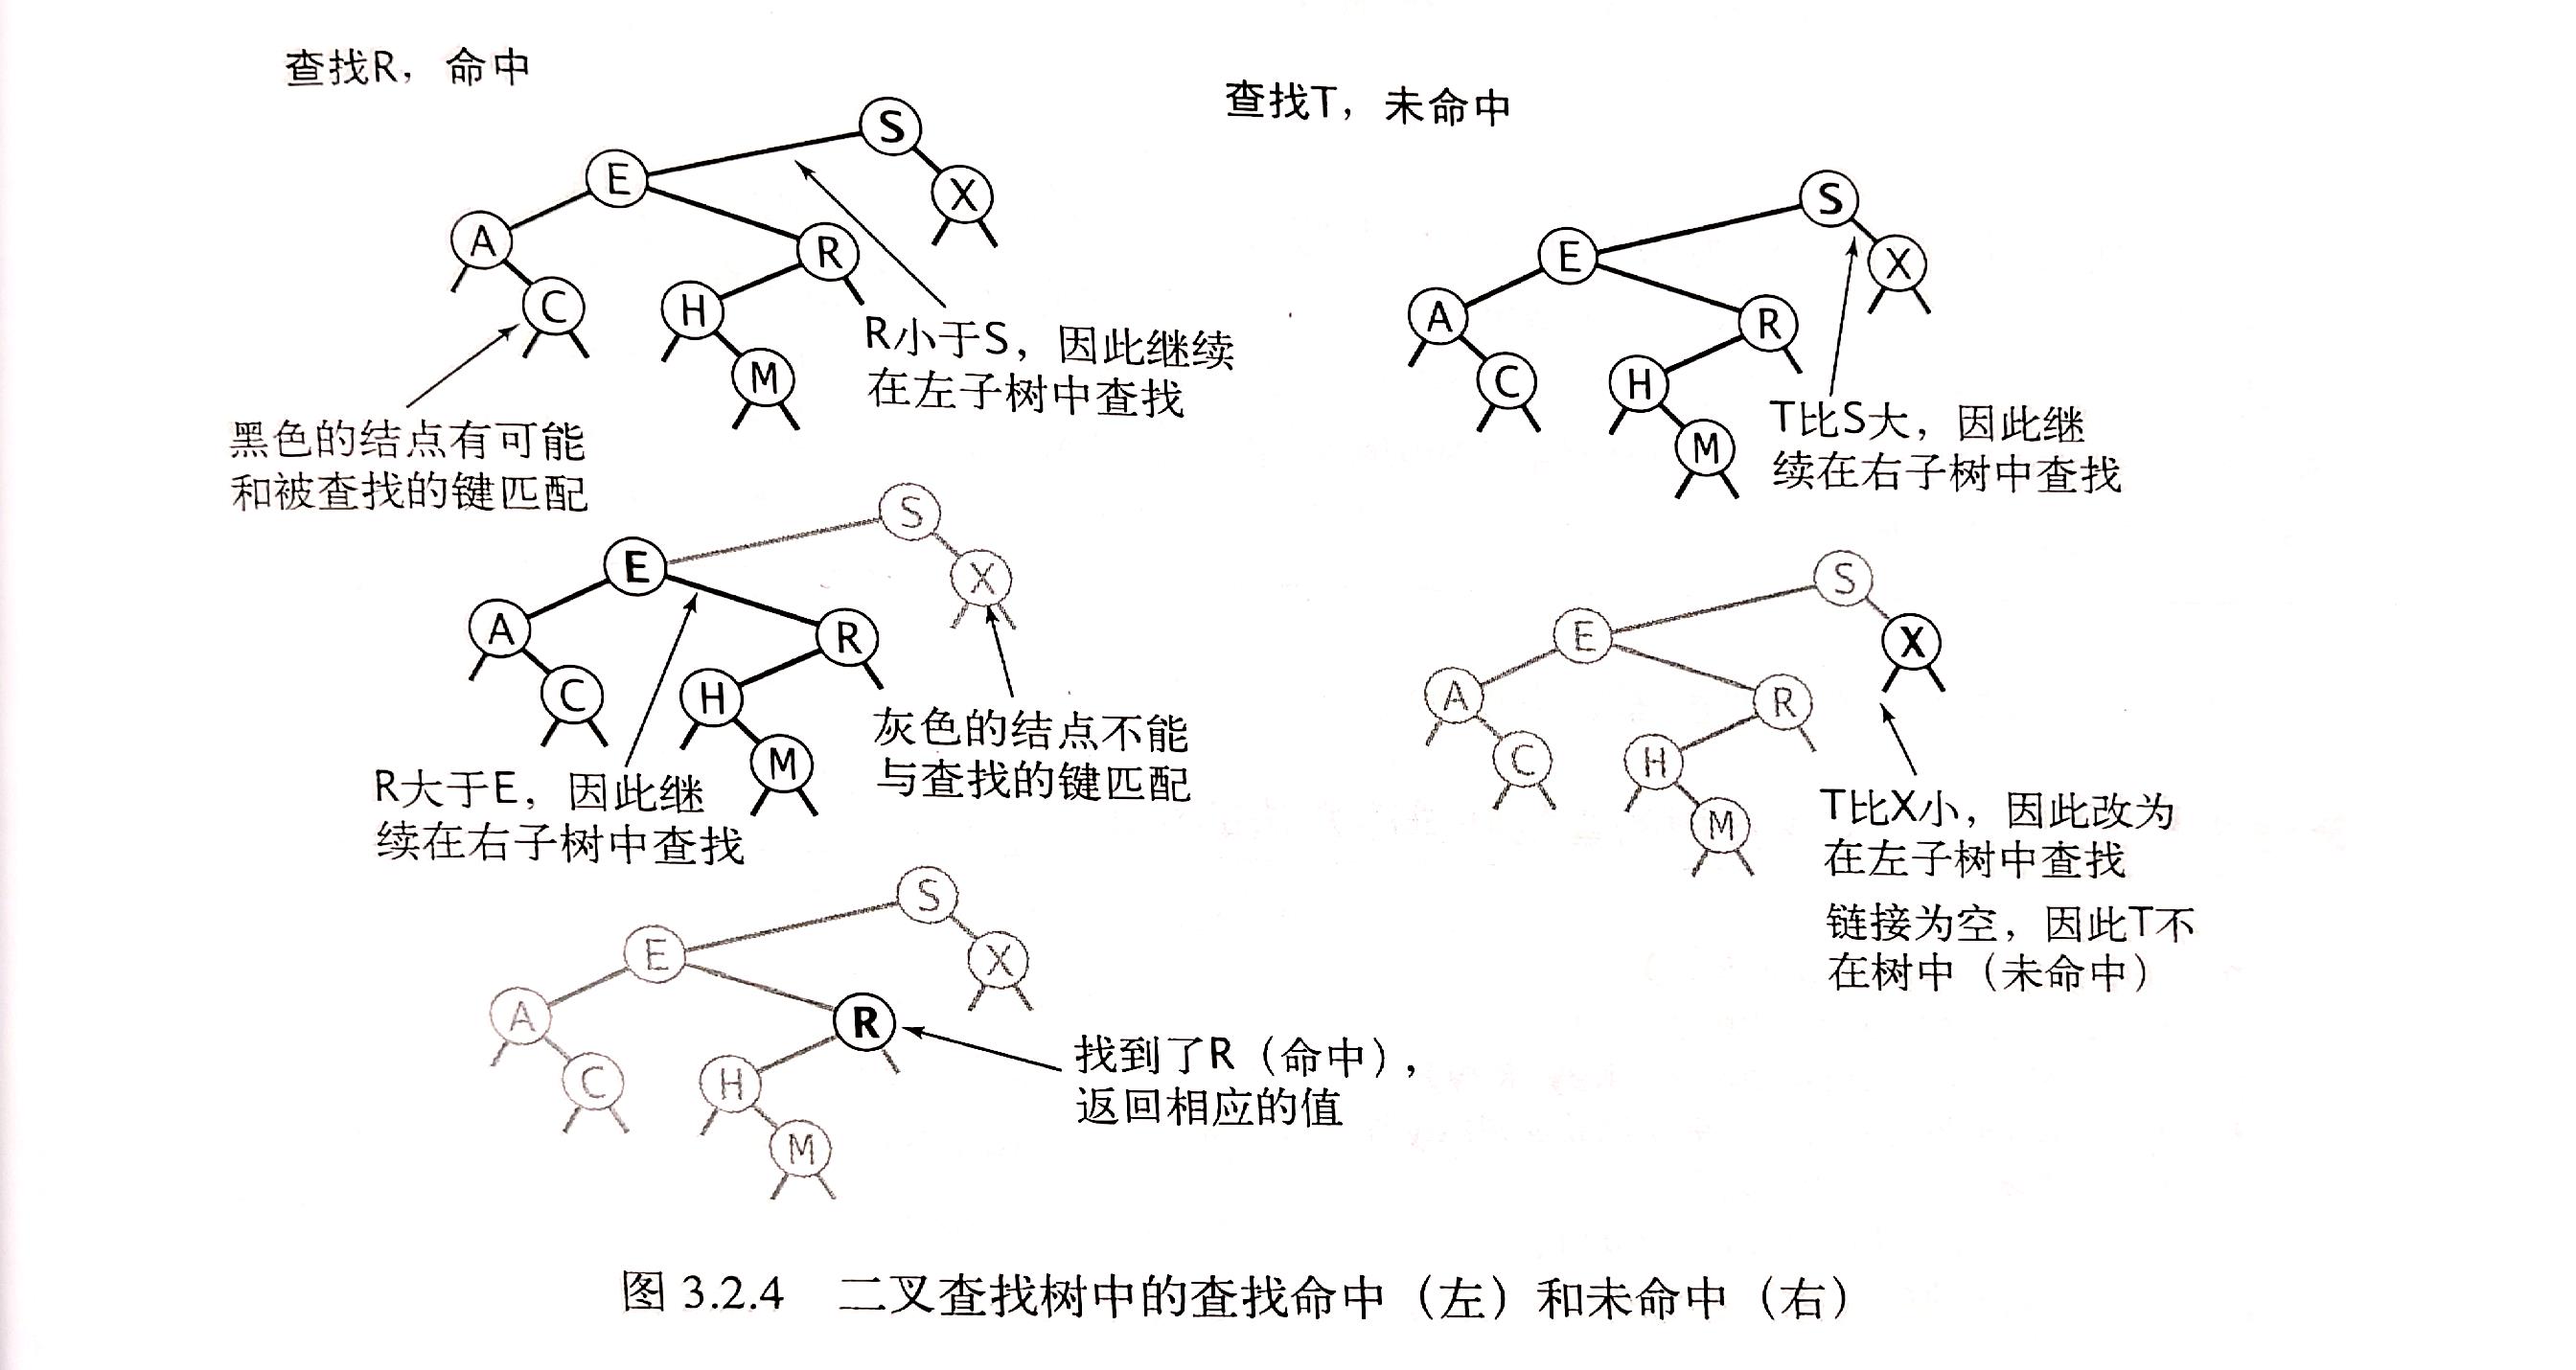 查找R，命中
S
E
X
A
R
C
H
M
R小于S，因此继续
在左子树中查找
黑色的结点有可能
和被查找的键匹配
S
E
X
A
R
C
H
M
灰色的结点不能
与查找的键匹配
R大于E，因此继
续在右子树中查找
S
E
X
A
R
C
H
M
找到了R（命中），
返回相应的值
查找T，未命中
S
E
X
A
R
C
H
M
T比S大，因此继
续在右子树中查找
S
E
X
A
R
C
H
M
T比X小，因此改为
在左子树中查找
链接为空，因此T不
在树中（未命中）
图 3.2.4 二叉查找树中的查找命中（左）和未命中（右）